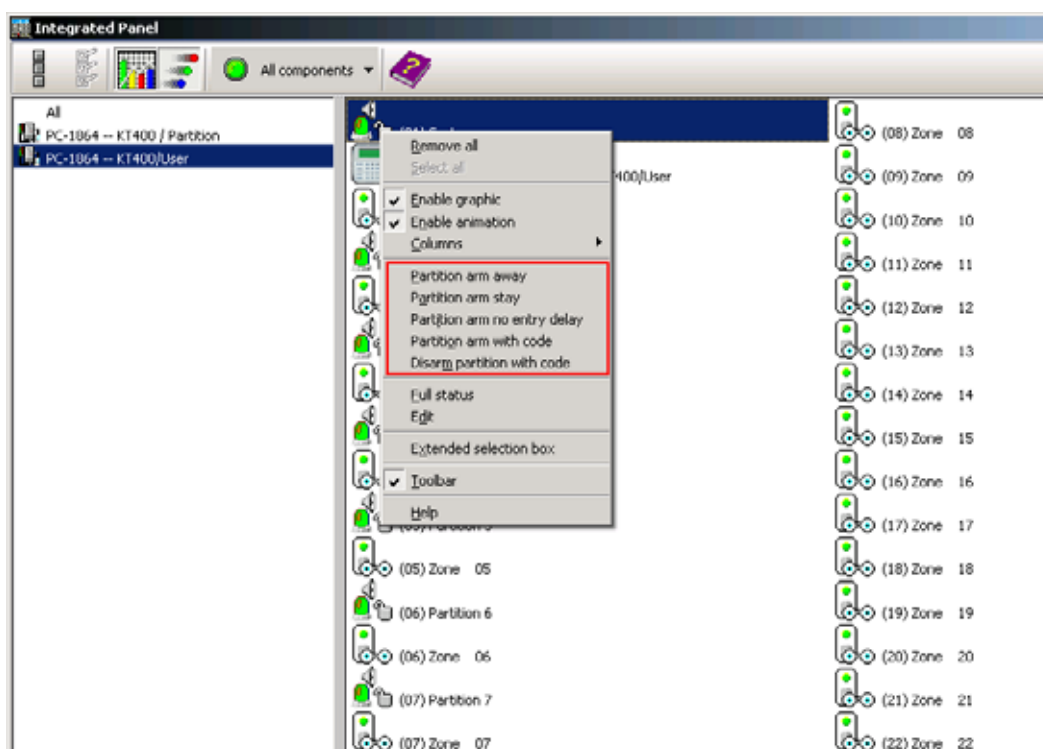 Integrated Panel
All components
All
PC-1864 -- KT400 / Partition
PC-1864 -- KT400/User
Remove all
Select all
Enable graphic
Enable animation
Columns
Partition arm away
Partition arm stay
Partition arm no entry delay
Partition arm with code
Disarm partition with code
Full status
Edit
Extended selection box
Toolbar
Help
400/User
(05) Zone 05
(06) Partition 6
(06) Zone 06
(07) Partition 7
(07) Zone 07
(08) Zone 08
(09) Zone 09
(10) Zone 10
(11) Zone 11
(12) Zone 12
(13) Zone 13
(14) Zone 14
(15) Zone 15
(16) Zone 16
(17) Zone 17
(18) Zone 18
(19) Zone 19
(20) Zone 20
(21) Zone 21
(22) Zone 22